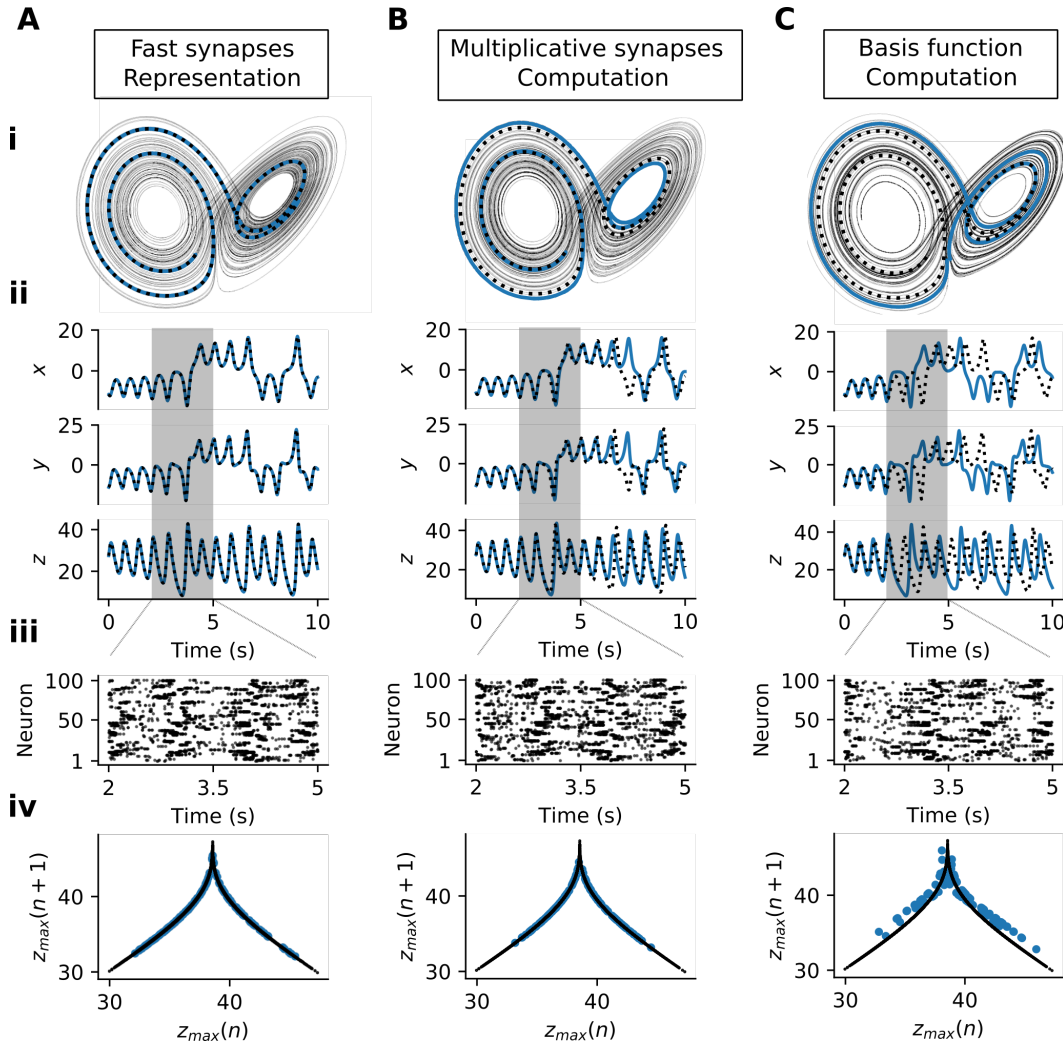 A
B
C
Fast synapses
Representation
Multiplicative synapses
Computation
Basis function
Computation
i
ii
20
0
x
20
0
x
20
0
x
25
0
y
25
0
y
25
0
y
40
20
z
40
20
z
40
20
z
0 5 10
0 5 10
0 5 10
Time (s)
Time (s)
Time (s)
iii
100
50
1
Neuron
100
50
1
Neuron
100
50
1
Neuron
2 3.5 5
2 3.5 5
2 3.5 5
Time (s)
Time (s)
Time (s)
iv
40
30
z_max(n + 1)
40
30
z_max(n + 1)
40
30
z_max(n + 1)
30 40
30 40
30 40
z_max(n)
z_max(n)
z_max(n)